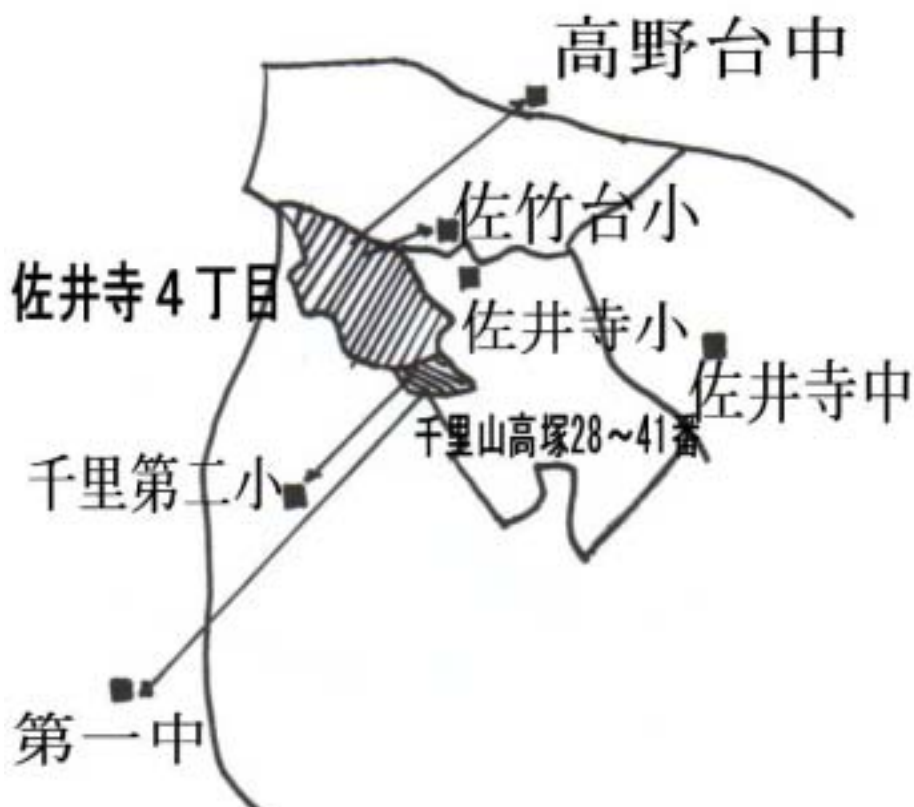 高野台中
佐竹台小
佐井寺4丁目
佐井寺小
佐井寺中
千里山高塚28～41番
千里第二小
第一中